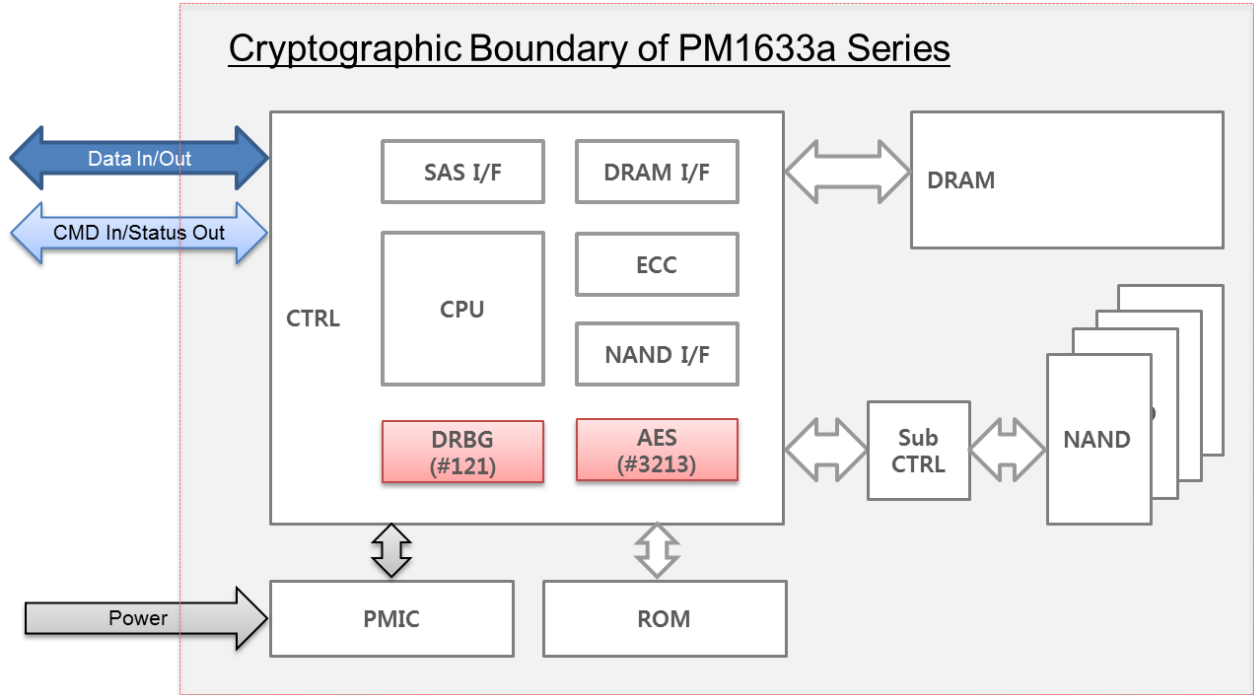 Cryptographic Boundary of PM1633a Series
Data In/Out
CMD In/Status Out
CTRL
SAS I/F
DRAM I/F
CPU
ECC
NAND I/F
DRBG
(#121)
AES
(#3213)
DRAM
Sub
CTRL
NAND
Power
PMIC
ROM